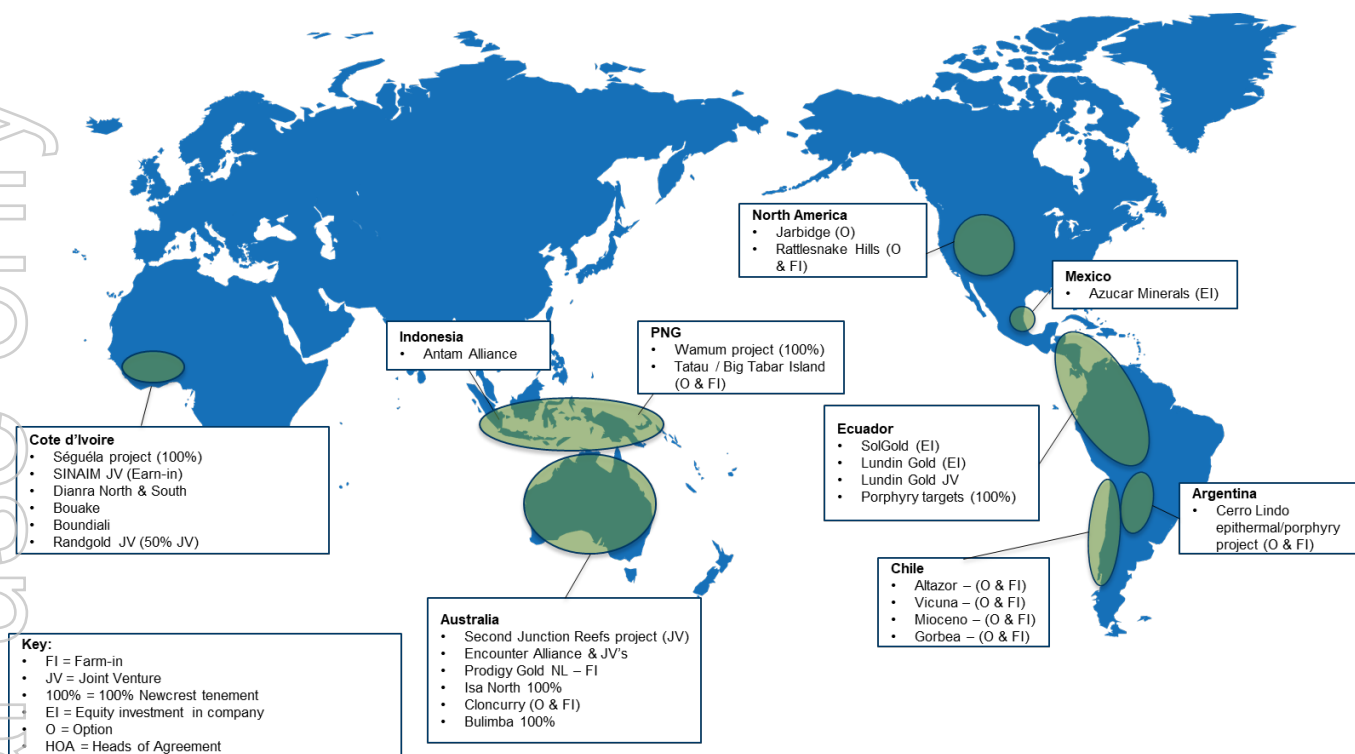 North America
• Jarbidge (O)
• Rattlesnake Hills (O
& FI)
Mexico
• Azucar Minerals (EI)
Indonesia
• Antam Alliance
PNG
• Wamum project (100%)
• Tatau / Big Tabar Island
(O & FI)
Cote d'Ivoire
• Séguéla project (100%)
• SINAIM JV (Earn-in)
• Dianra North & South
• Bouake
• Boundiali
• Randgold JV (50% JV)
Ecuador
• SolGold (EI)
• Lundin Gold (EI)
• Lundin Gold JV
• Porphyry targets (100%)
Argentina
• Cerro Lindo
epithermal/porphyry
project (O & FI)
Chile
• Altazor – (O & FI)
• Vicuna – (O & FI)
• Mioceno – (O & FI)
• Gorbea – (O & FI)
Australia
• Second Junction Reefs project (JV)
• Encounter Alliance & JV's
• Prodigy Gold NL – FI
• Isa North 100%
• Cloncurry (O & FI)
• Bulimba 100%
Key:
• FI = Farm-in
• JV = Joint Venture
• 100% = 100% Newcrest tenement
• EI = Equity investment in company
• O = Option
• HOA = Heads of Agreement
only